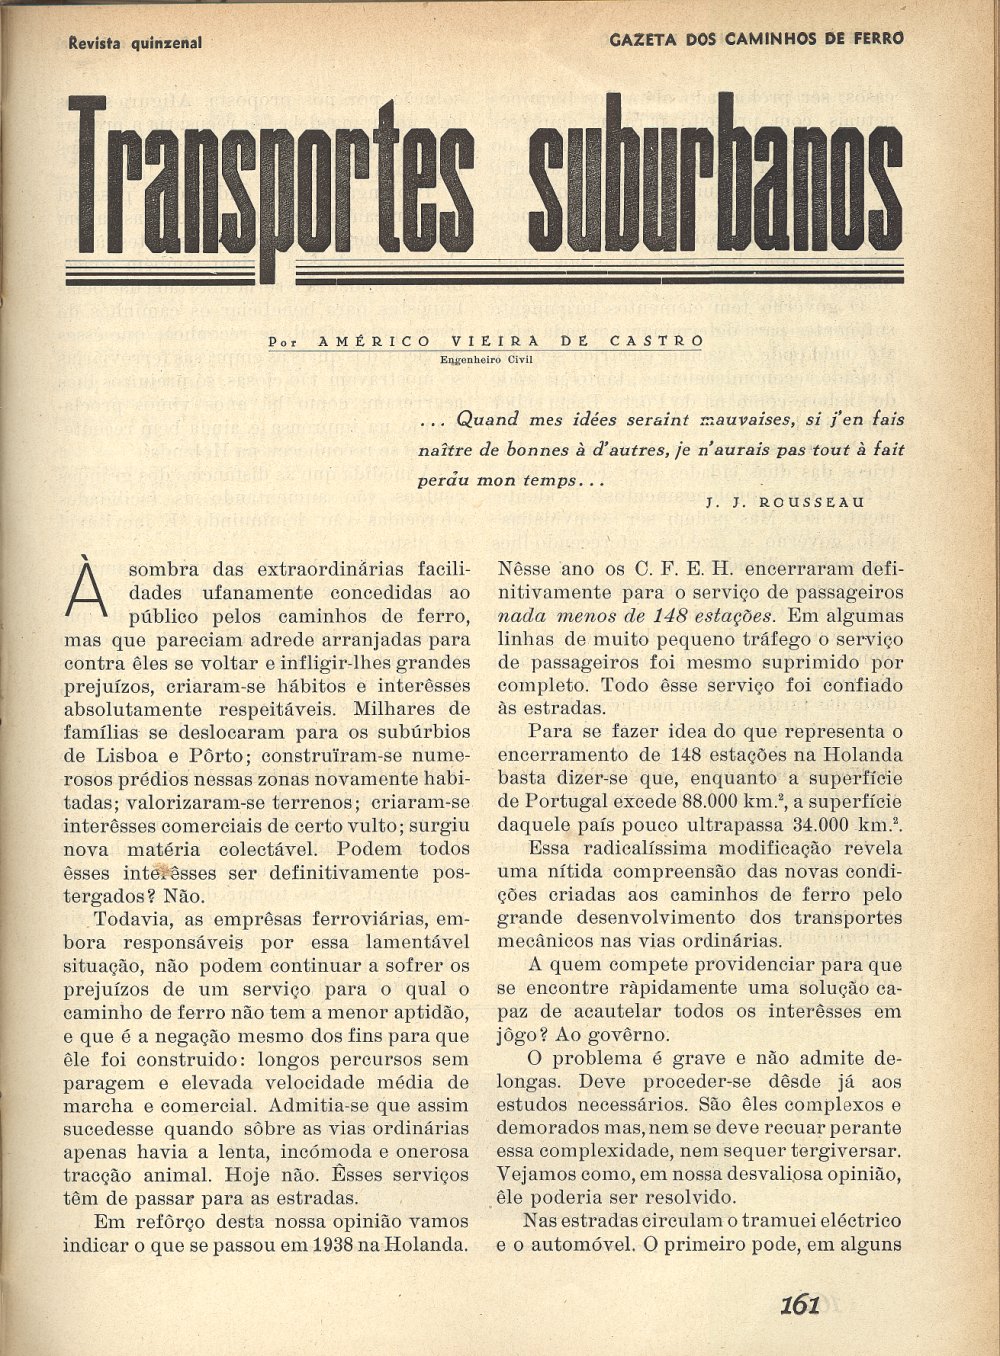 Revista quinzenal
GAZETA DOS CAMINHOS DE FERRO
Transportes suburbanos
Por AMÉRICO VIEIRA DE CASTRO
Engenheiro Civil
... Quand mes idées seraint mauvaises, si j'en fais
naître de bonnes à d'autres, je n'aurais pas tout à fait
perdu mon temps...
J. J. ROUSSEAU
À sombra das extraordinárias facili-
dades ufanamente concedidas ao
público pelos caminhos de ferro,
mas que pareciam adrede arranjadas para
contra êles se voltar e infligir-lhes grandes
prejuízos, criaram-se hábitos e interêsses
absolutamente respeitáveis. Milhares de
famílias se deslocaram para os subúrbios
de Lisboa e Pôrto; construïram-se nume-
rosos prédios nessas zonas novamente habi-
tadas; valorizaram-se terrenos; criaram-se
interêsses comerciais de certo vulto; surgiu
nova matéria colectável. Podem todos
êsses interêsses ser definitivamente pos-
tergados? Não.
Todavia, as emprêsas ferroviárias, em-
bora responsáveis por essa lamentável
situação, não podem continuar a sofrer os
prejuízos de um serviço para o qual o
caminho de ferro não tem a menor aptidão,
e que é a negação mesmo dos fins para que
êle foi construido: longos percursos sem
paragem e elevada velocidade média de
marcha e comercial. Admitia-se que assim
sucedesse quando sôbre as vias ordinárias
apenas havia a lenta, incómoda e onerosa
tracção animal. Hoje não. Êsses serviços
têm de passar para as estradas.
Em refôrço desta nossa opinião vamos
indicar o que se passou em 1938 na Holanda.
Nêsse ano os C. F. E. H. encerraram defi-
nitivamente para o serviço de passageiros
nada menos de 148 estações. Em algumas
linhas de muito pequeno tráfego o serviço
de passageiros foi mesmo suprimido por
completo. Todo êsse serviço foi confiado
às estradas.
Para se fazer idea do que representa o
encerramento de 148 estações na Holanda
basta dizer-se que, enquanto a superfície
de Portugal excede 88.000 km.², a superfície
daquele país pouco ultrapassa 34.000 km.².
Essa radicalíssima modificação revela
uma nítida compreensão das novas condi-
ções criadas aos caminhos de ferro pelo
grande desenvolvimento dos transportes
mecânicos nas vias ordinárias.
A quem compete providenciar para que
se encontre ràpidamente uma solução ca-
paz de acautelar todos os interêsses em
jôgo? Ao govêrno.
O problema é grave e não admite de-
longas. Deve proceder-se dêsde já aos
estudos necessários. São êles complexos e
demorados mas, nem se deve recuar perante
essa complexidade, nem sequer tergiversar.
Vejamos como, em nossa desvaliosa opinião,
êle poderia ser resolvido.
Nas estradas circulam o tramuei eléctrico
e o automóvel. O primeiro pode, em alguns
161